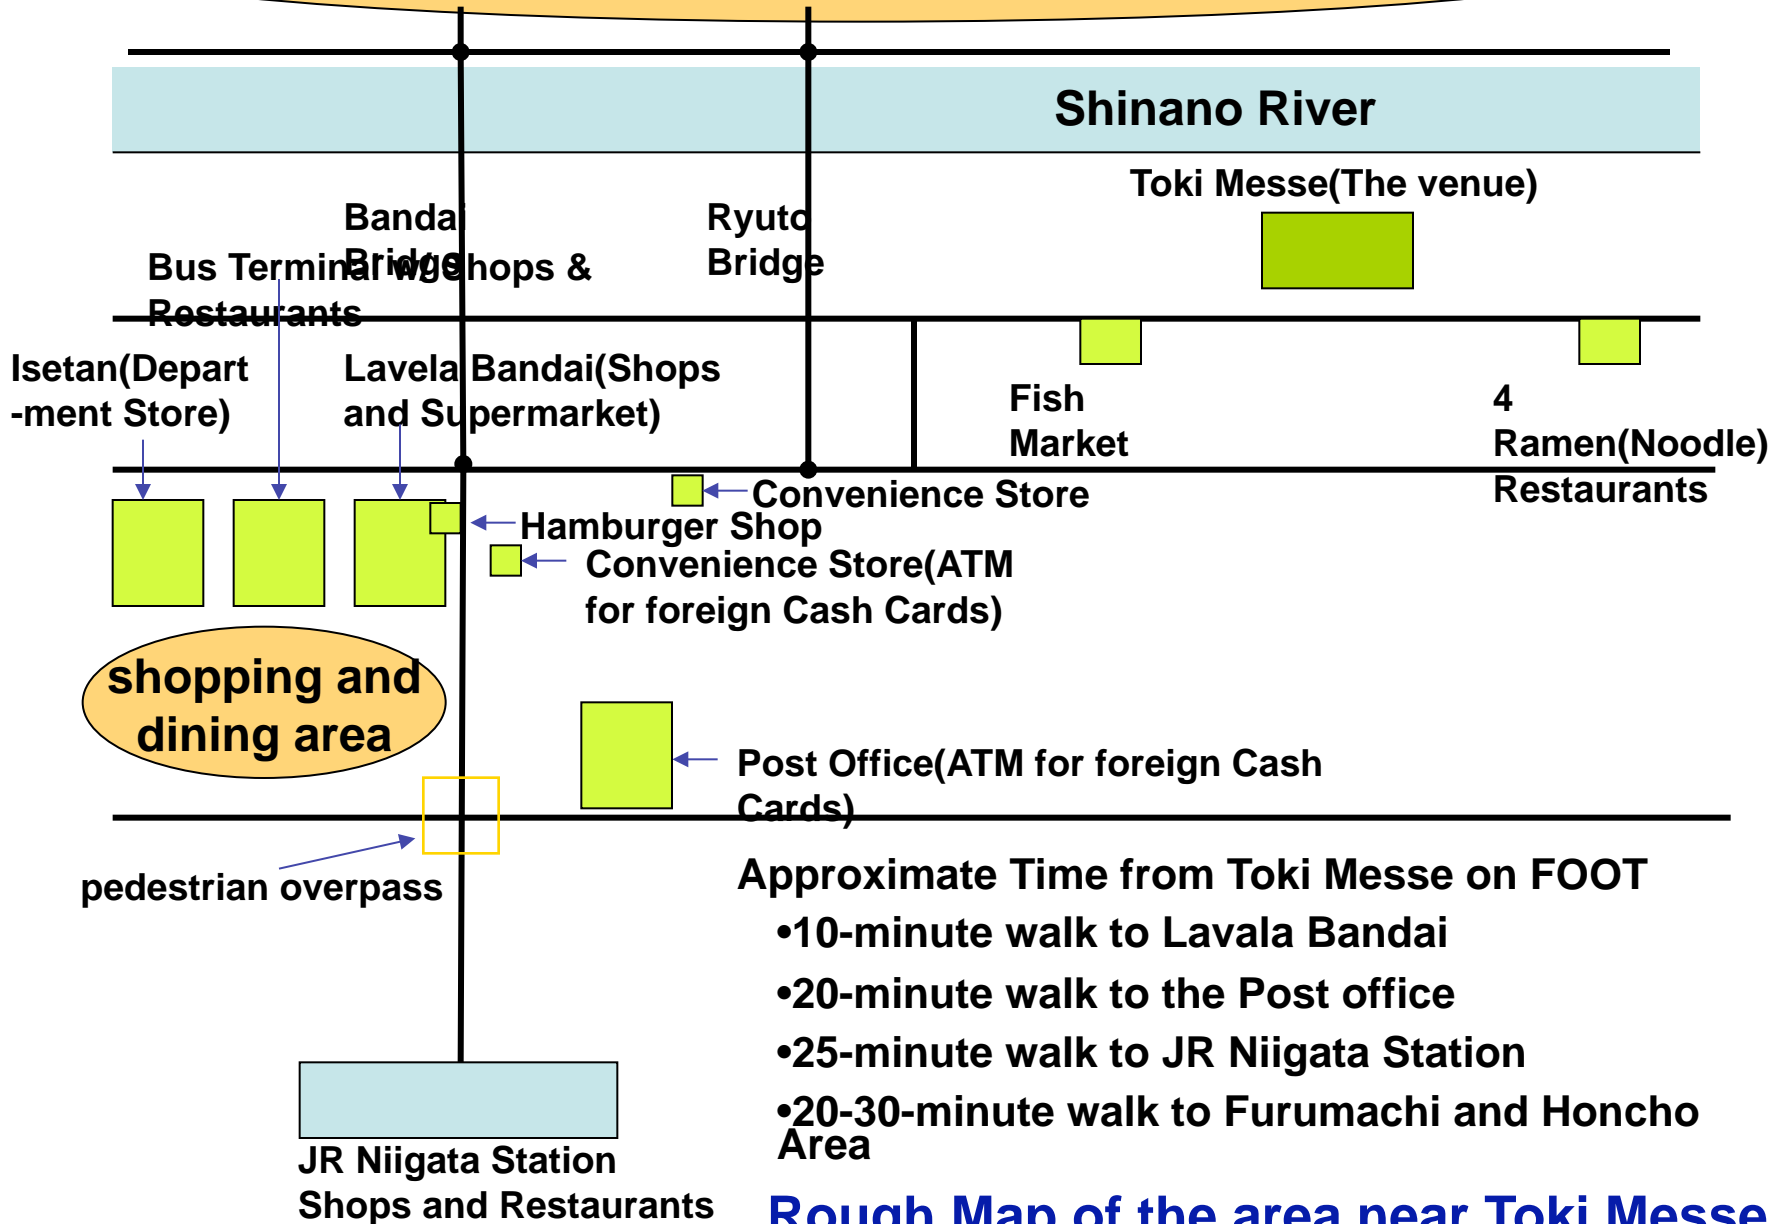 Shinano River
Toki Messe(The venue)
Bandai
Bridge
Ryuto
Bridge
Bus Terminal w/ Shops &
Restaurants
Isetan(Depart
-ment Store)
Lavela Bandai(Shops
and Supermarket)
Fish
Market
4
Ramen(Noodle)
Restaurants
Convenience Store
Hamburger Shop
Convenience Store(ATM
for foreign Cash Cards)
shopping and
dining area
Post Office(ATM for foreign Cash
Cards)
pedestrian overpass
Approximate Time from Toki Messe on FOOT
•10-minute walk to Lavala Bandai
•20-minute walk to the Post office
•25-minute walk to JR Niigata Station
•20-30-minute walk to Furumachi and Honcho
Area
JR Niigata Station
Shops and Restaurants
Rough Map of the area near Toki Messe